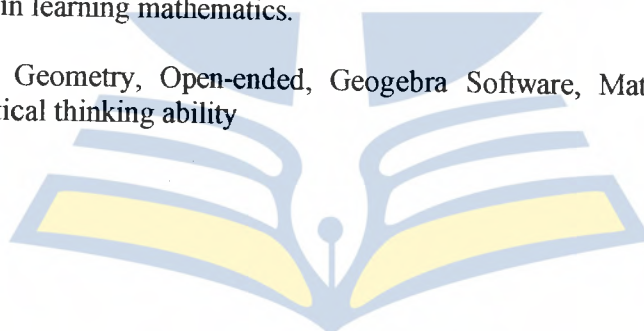 in learning mathematics.
Geometry, Open-ended, Geogebra Software, Mat
tical thinking ability